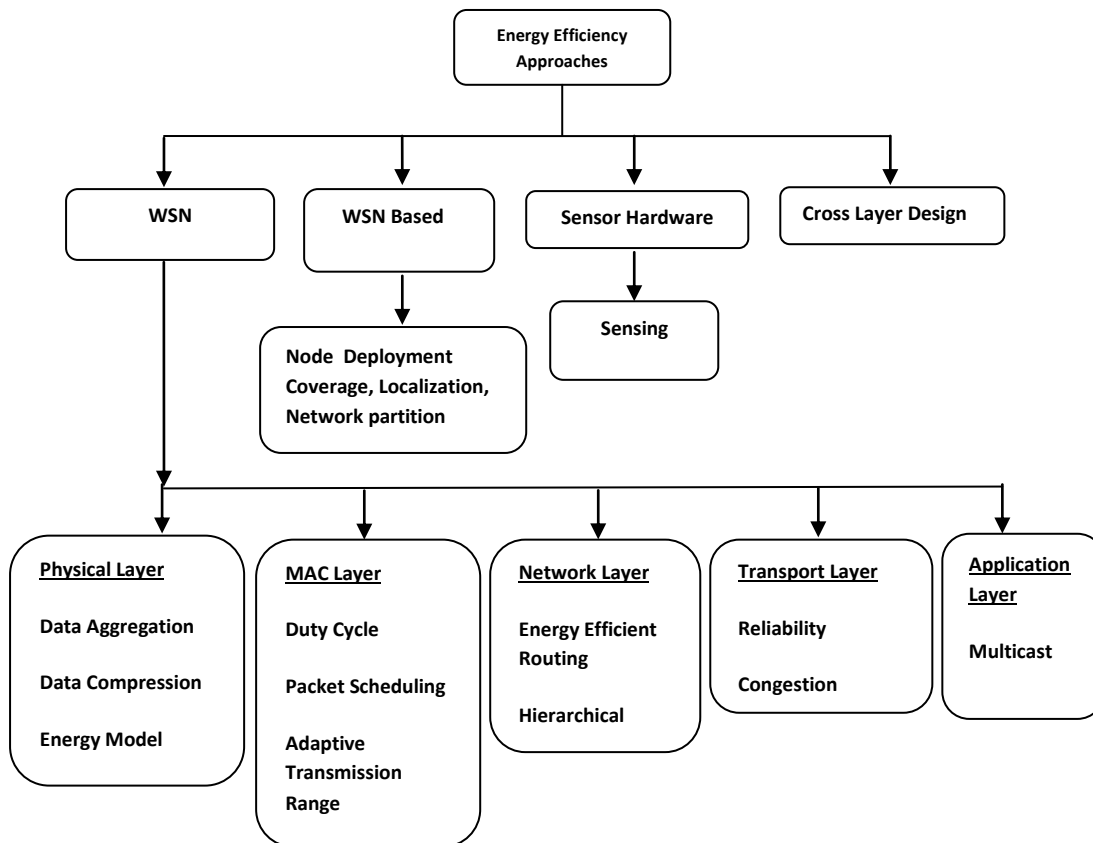 Energy Efficiency
Approaches
WSN
WSN Based
Sensor Hardware
Cross Layer Design
Node Deployment
Coverage, Localization,
Network partition
Sensing
Physical Layer
Data Aggregation
Data Compression
Energy Model
MAC Layer
Duty Cycle
Packet Scheduling
Adaptive
Transmission
Range
Network Layer
Energy Efficient
Routing
Hierarchical
Transport Layer
Reliability
Congestion
Application
Layer
Multicast